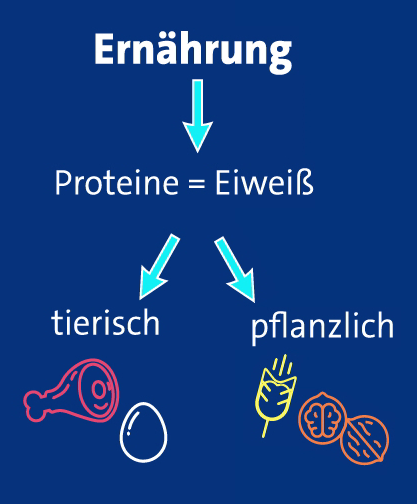 Ernährung
Proteine = Eiweiß
tierisch
pflanzlich